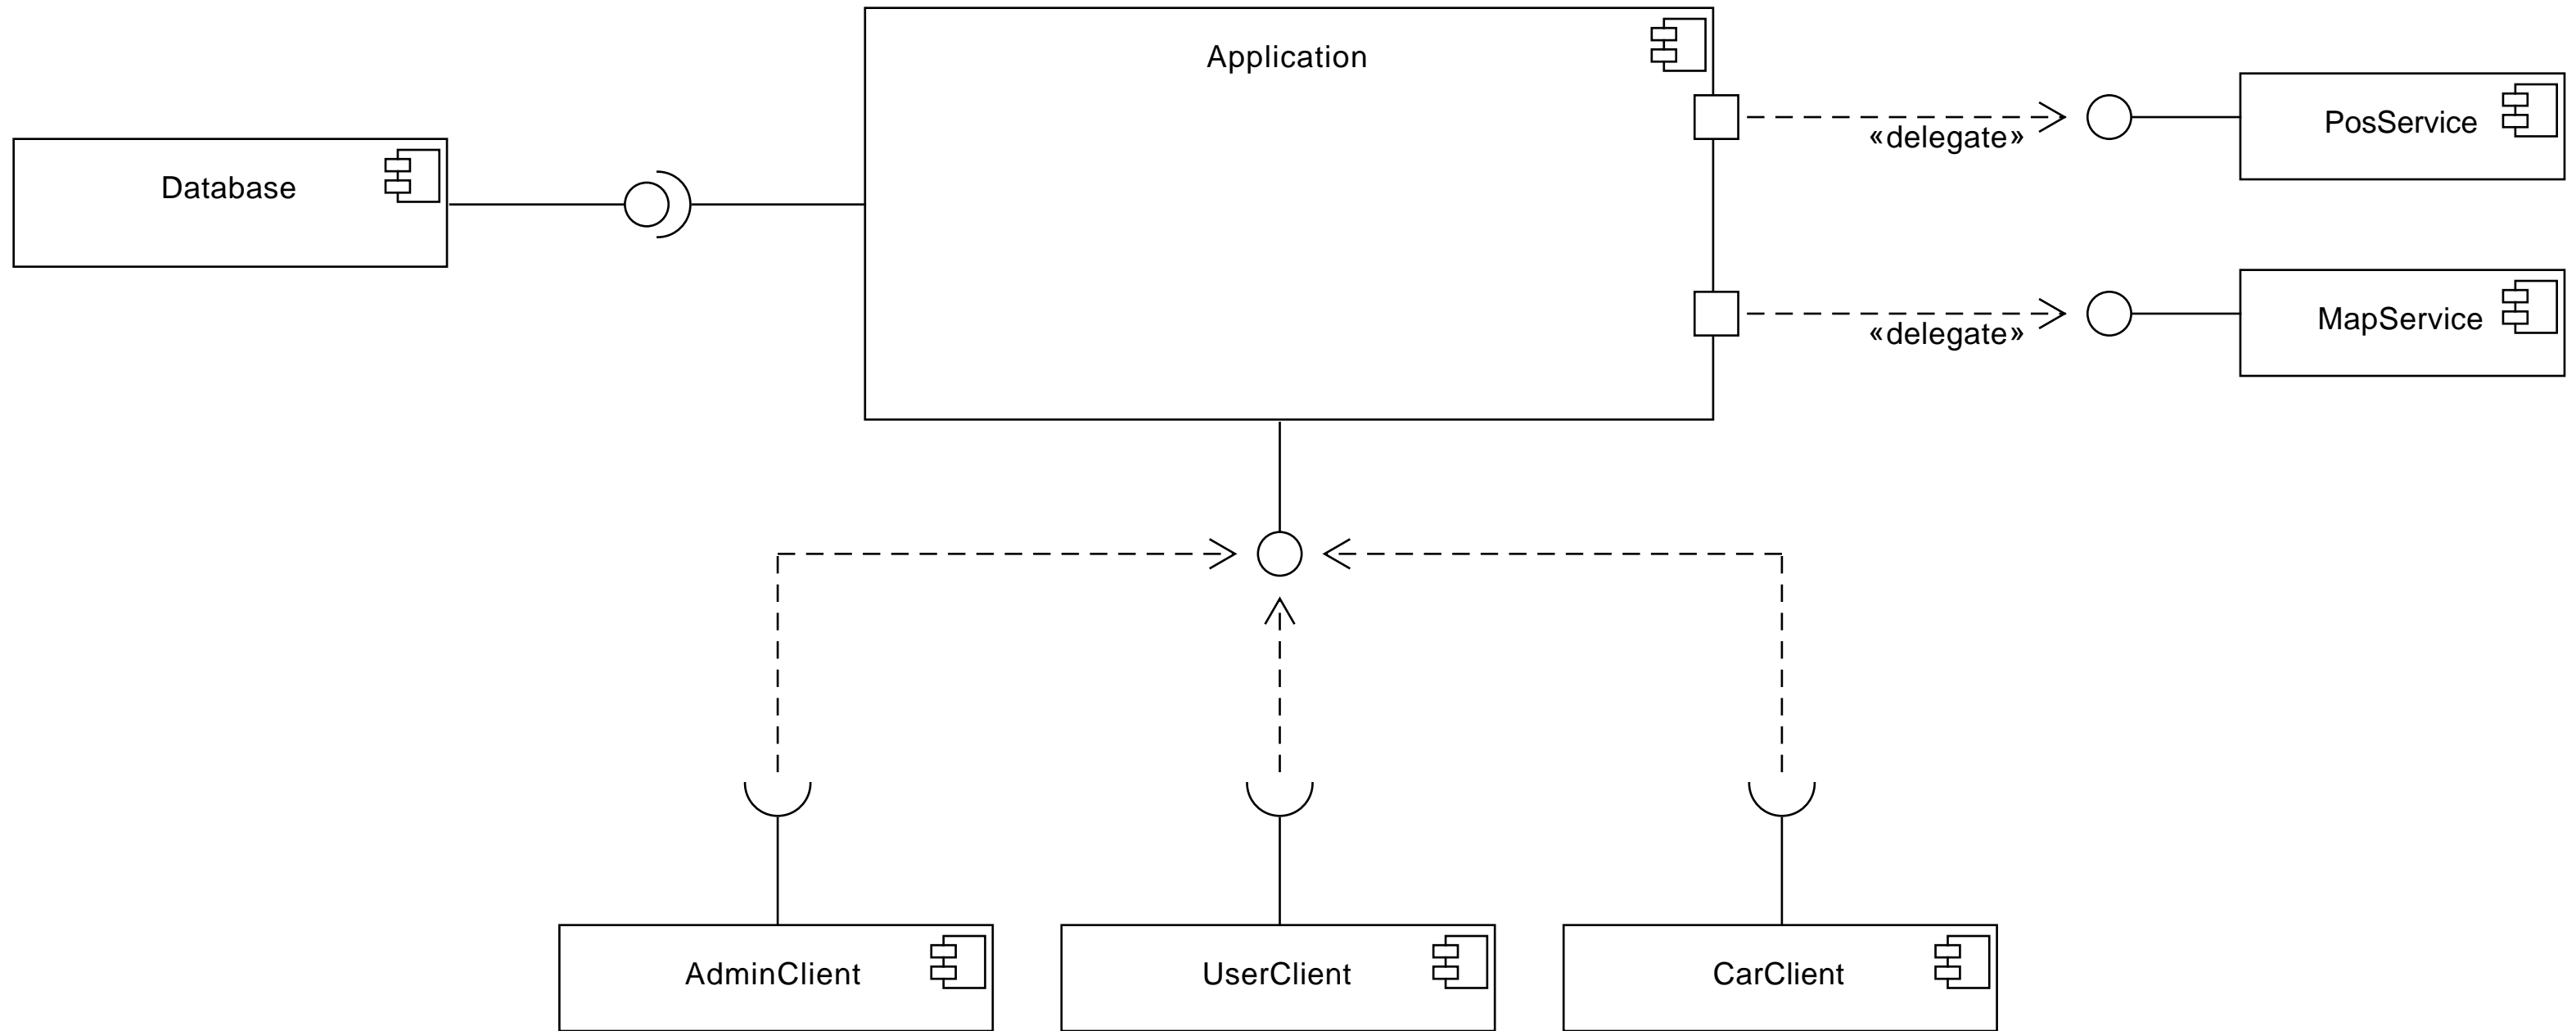 Application
PosService
«delegate»
Database
MapService
«delegate»
AdminClient
UserClient
CarClient